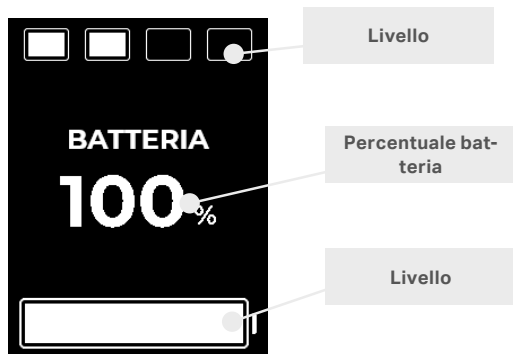 Livello
BATTERIA
100%
Percentuale bat-
teria
Livello